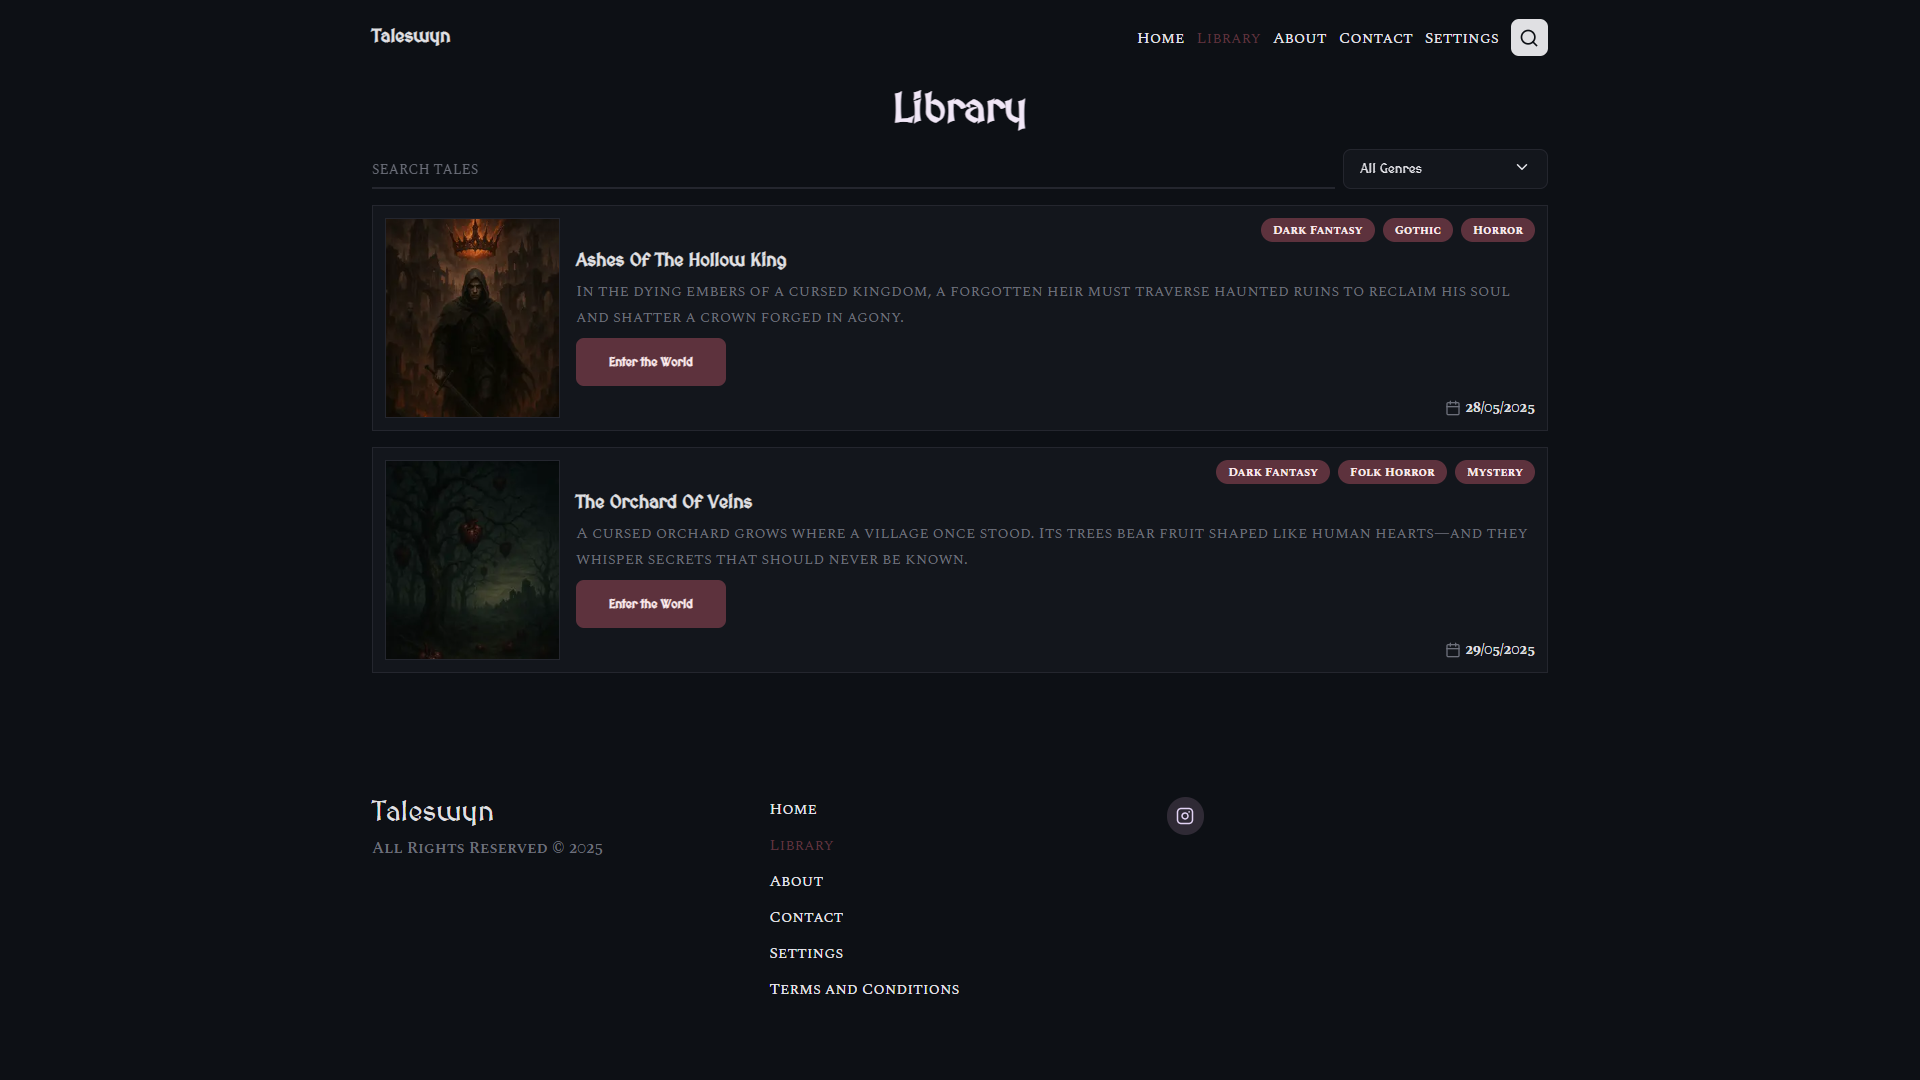 Taleswyn
Home Library About Contact Settings
Library
SEARCH TALES
All Genres
Dark Fantasy Gothic Horror
Ashes Of The Hollow King
In the dying embers of a cursed kingdom, a forgotten heir must traverse haunted ruins to reclaim his soul
and shatter a crown forged in agony.
Enter the World
28/05/2025
Dark Fantasy Folk Horror Mystery
The Orchard Of Veins
A cursed orchard grows where a village once stood. Its trees bear fruit shaped like human hearts—and they
whisper secrets that should never be known.
Enter the World
29/05/2025
Taleswyn
All Rights Reserved © 2025
Home
Library
About
Contact
Settings
Terms and Conditions